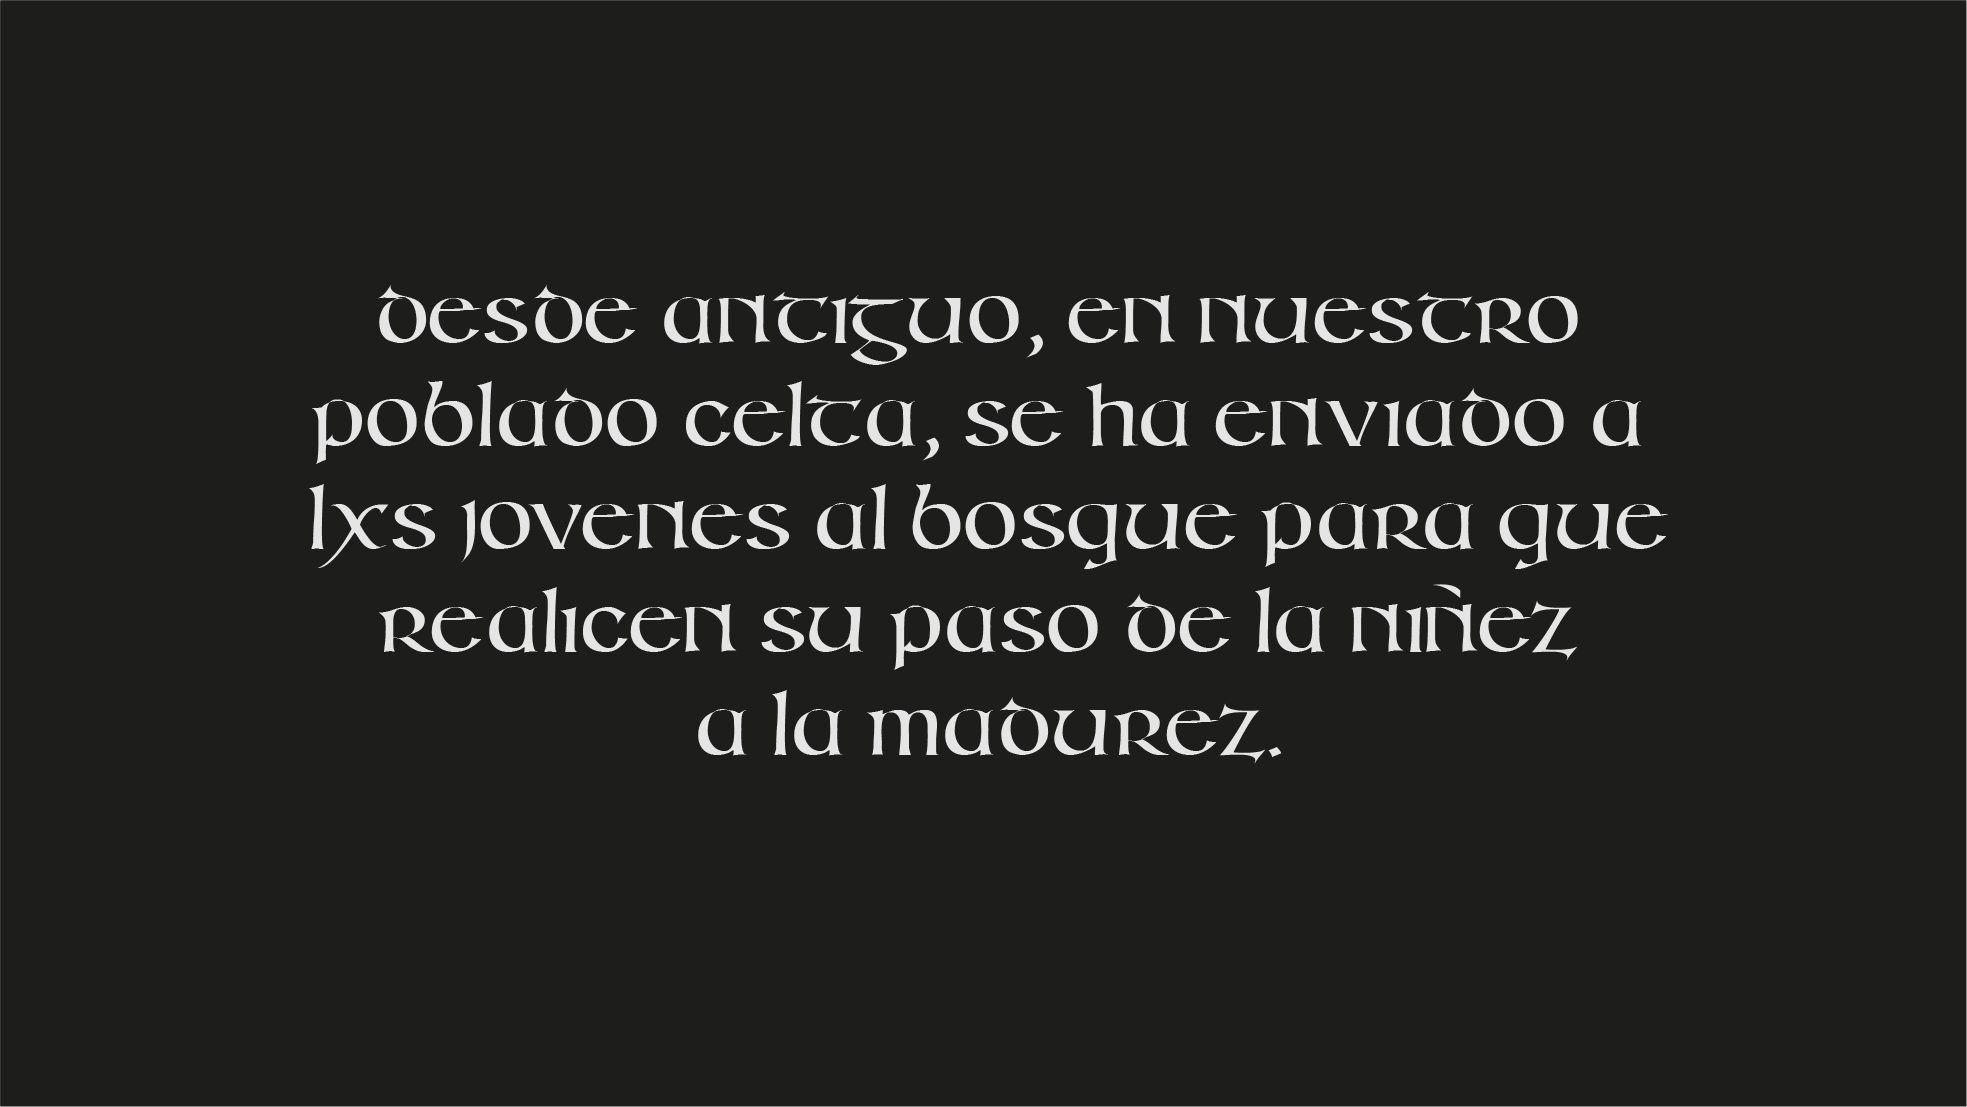 desde antiguo, en nuestro
poblado celta, se ha enviado a
lxs jovenes al bosque para que
realicen su paso de la niñez
a la madurez.